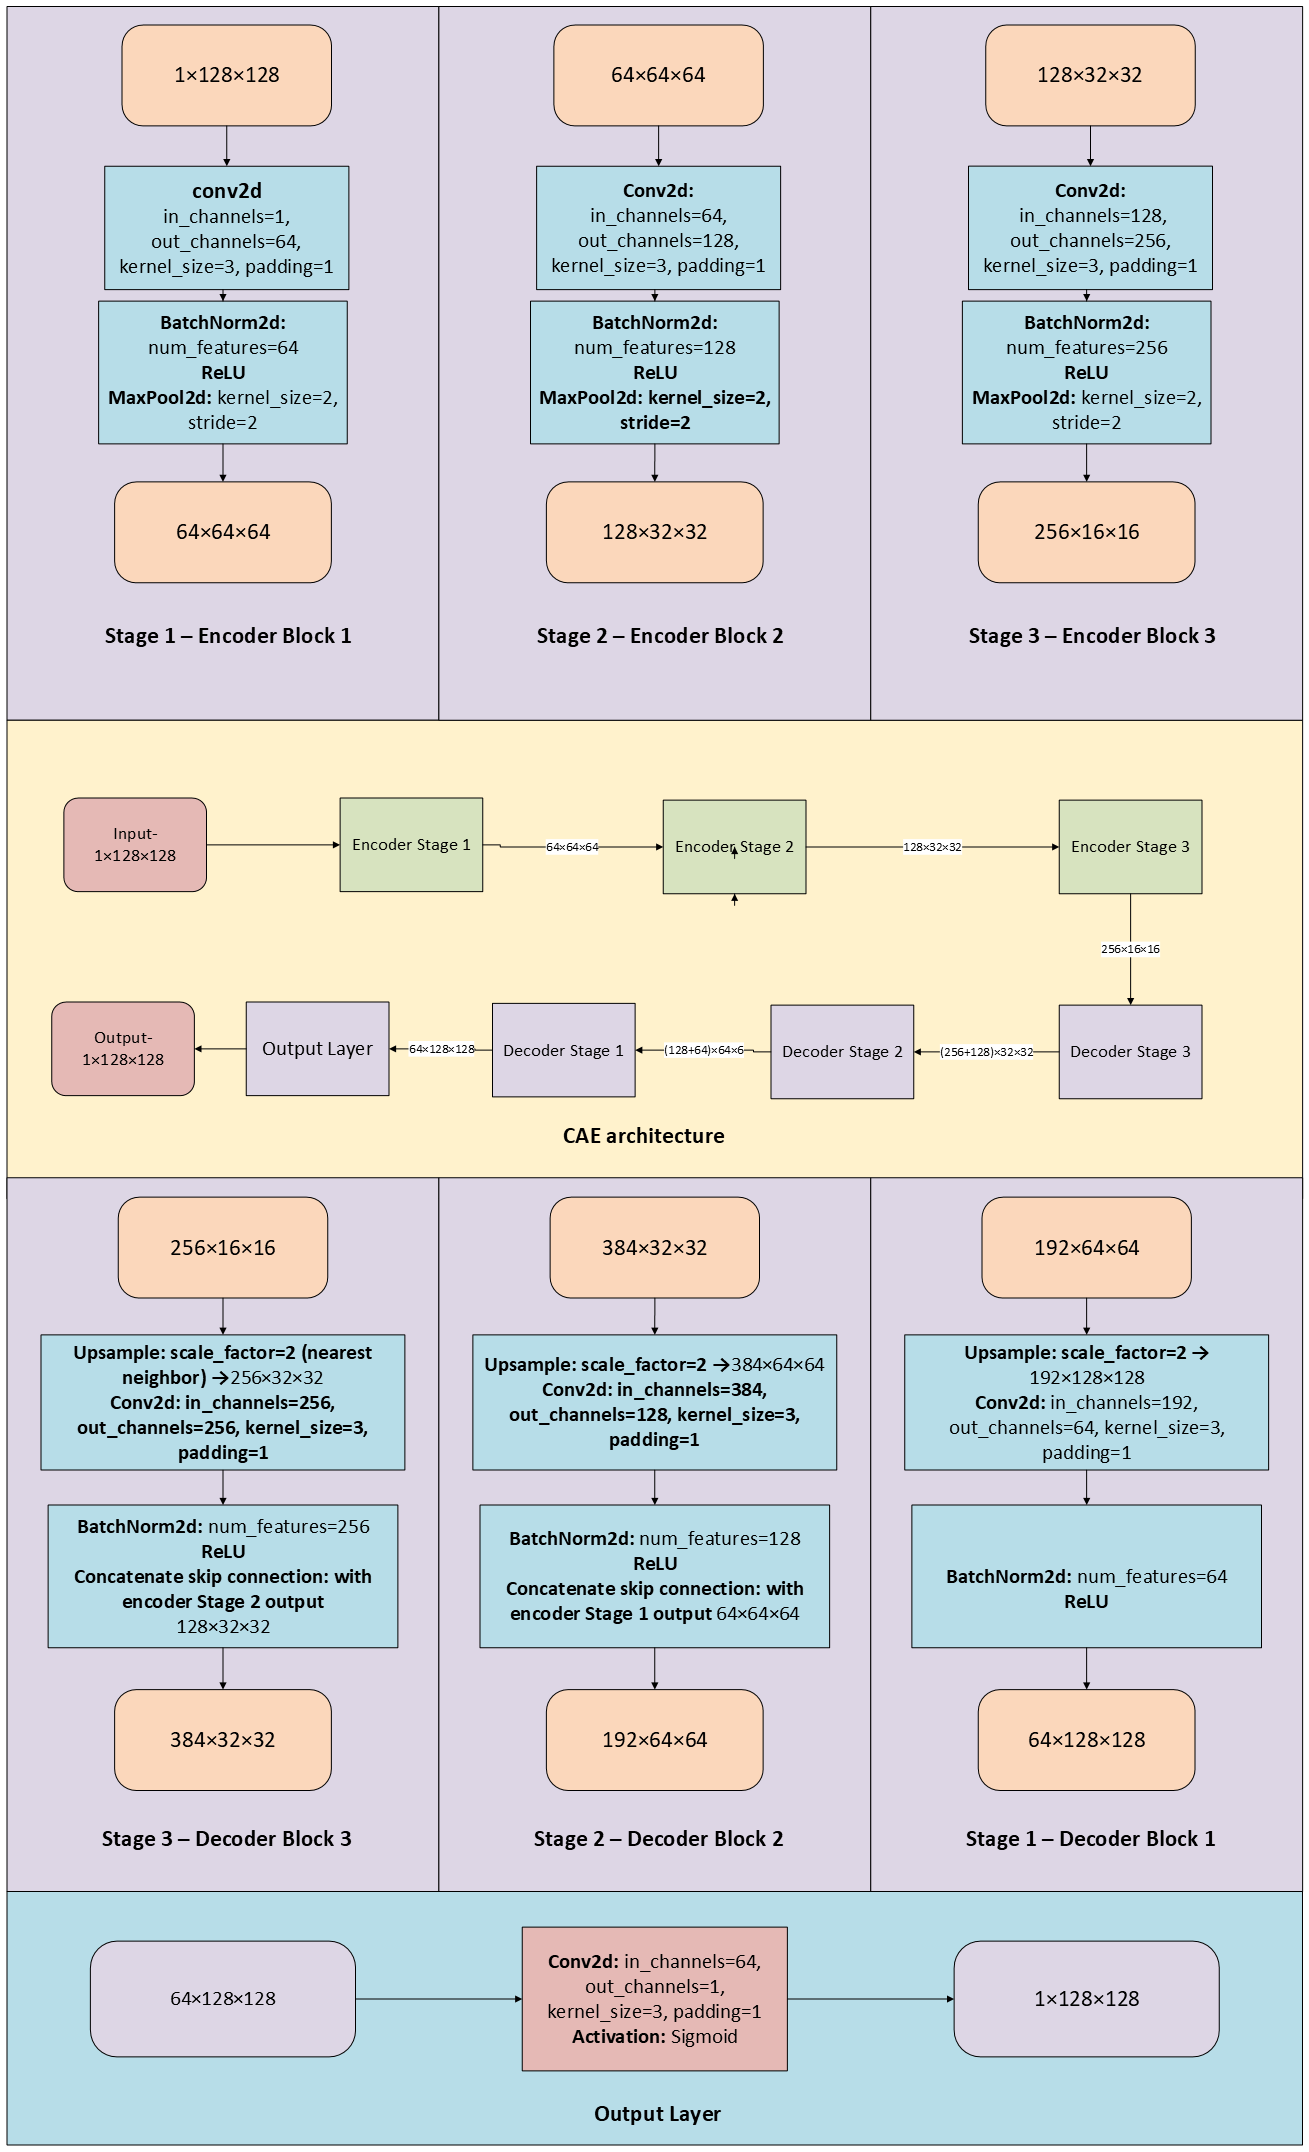 1×128×128
conv2d
in_channels=1,
out_channels=64,
kernel_size=3, padding=1
BatchNorm2d:
num_features=64
ReLU
MaxPool2d: kernel_size=2,
stride=2
64×64×64
Stage 1 – Encoder Block 1
64×64×64
Conv2d:
in_channels=64,
out_channels=128,
kernel_size=3, padding=1
BatchNorm2d:
num_features=128
ReLU
MaxPool2d: kernel_size=2,
stride=2
128×32×32
Stage 2 – Encoder Block 2
128×32×32
Conv2d:
in_channels=128,
out_channels=256,
kernel_size=3, padding=1
BatchNorm2d:
num_features=256
ReLU
MaxPool2d: kernel_size=2,
stride=2
256×16×16
Stage 3 – Encoder Block 3
Input-
1×128×128
Encoder Stage 1
64×64×64
Encoder Stage 2
128×32×32
Encoder Stage 3
256×16×16
Output-
1×128×128
Output Layer
64×128×128
Decoder Stage 1
(128+64)×64×6
Decoder Stage 2
(256+128)×32×32
Decoder Stage 3
CAE architecture
256×16×16
Upsample: scale_factor=2 (nearest
neighbor) →256×32×32
Conv2d: in_channels=256,
out_channels=256, kernel_size=3,
padding=1
BatchNorm2d: num_features=256
ReLU
Concatenate skip connection: with
encoder Stage 2 output
128×32×32
384×32×32
Stage 3 – Decoder Block 3
384×32×32
Upsample: scale_factor=2 →384×64×64
Conv2d: in_channels=384,
out_channels=128, kernel_size=3,
padding=1
BatchNorm2d: num_features=128
ReLU
Concatenate skip connection: with
encoder Stage 1 output 64×64×64
192×64×64
Stage 2 – Decoder Block 2
192×64×64
Upsample: scale_factor=2 →
192×128×128
Conv2d: in_channels=192,
out_channels=64, kernel_size=3,
padding=1
BatchNorm2d: num_features=64
ReLU
64×128×128
Stage 1 – Decoder Block 1
64×128×128
Conv2d: in_channels=64,
out_channels=1,
kernel_size=3, padding=1
Activation: Sigmoid
1×128×128
Output Layer